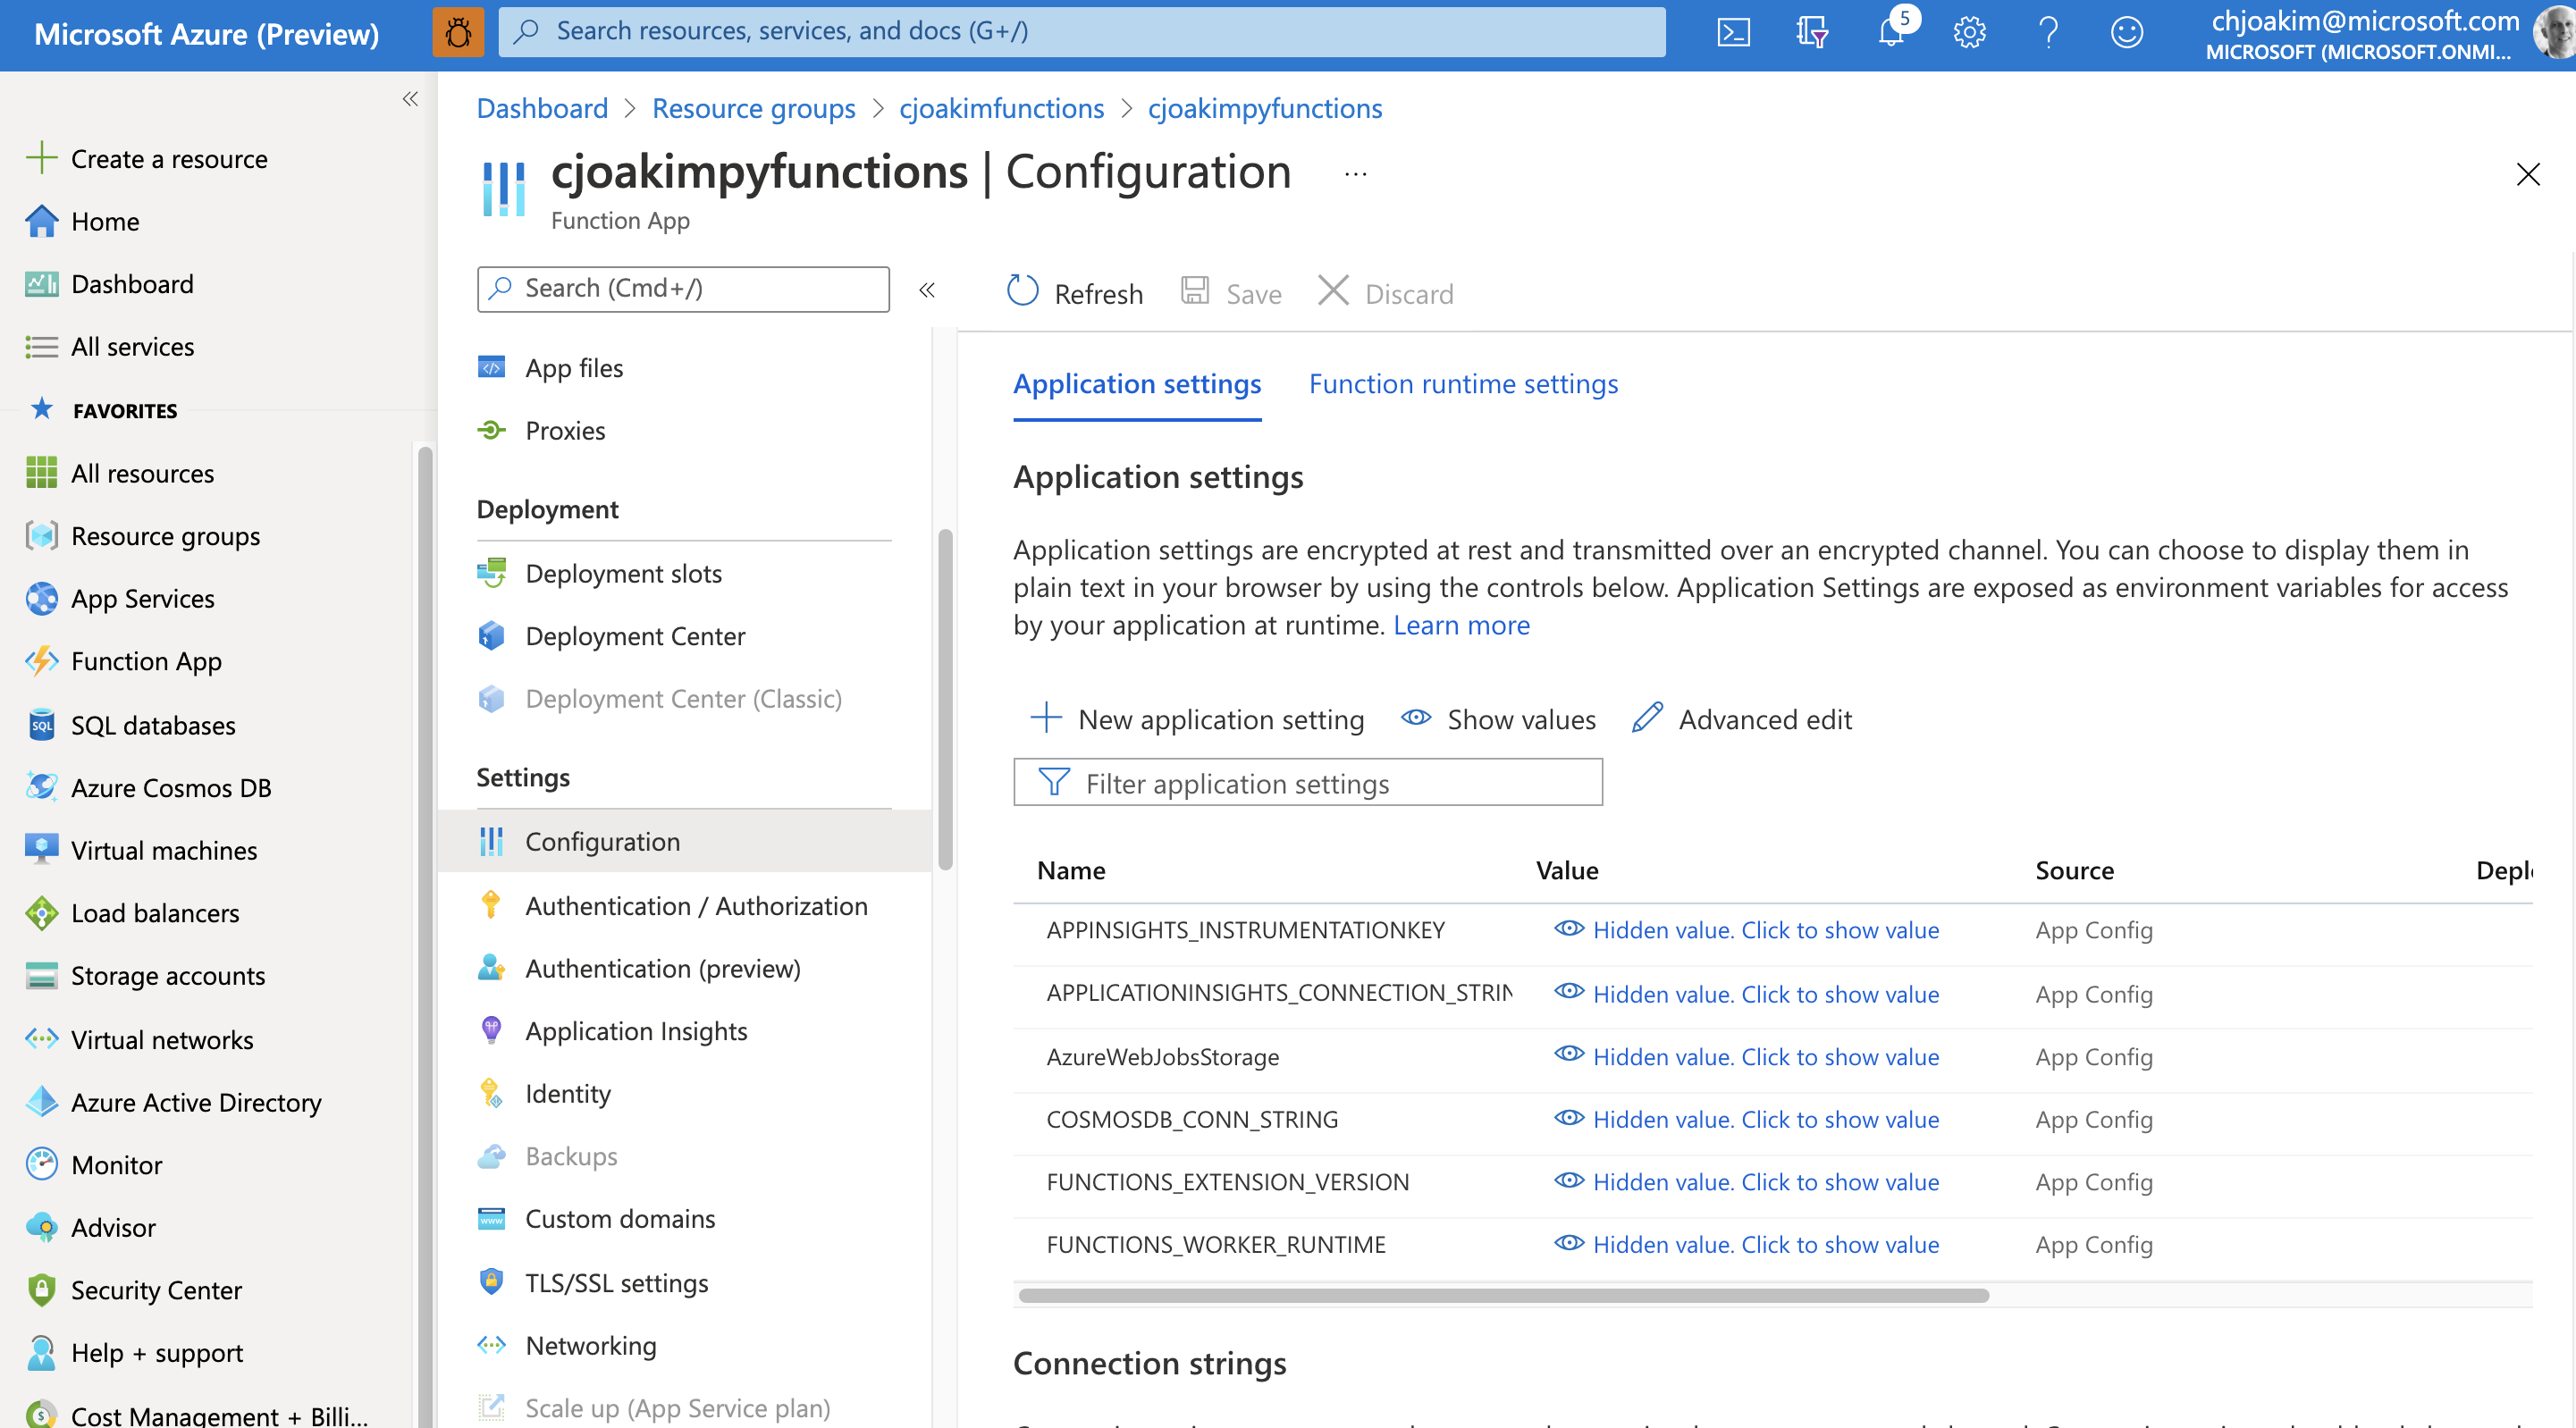 Microsoft Azure (Preview)
Search resources, services, and docs (G+/)
5
chjoakim@microsoft.com
MICROSOFT (MICROSOFT.ONMI...
Create a resource
Home
Dashboard
All services
FAVORITES
All resources
Resource groups
App Services
Function App
SQL
SQL databases
Azure Cosmos DB
Virtual machines
Load balancers
Storage accounts
Virtual networks
Azure Active Directory
Monitor
Advisor
Security Center
Help + support
Cost Management + Billi...
Dashboard > Resource groups > cjoakimfunctions > cjoakimpyfunctions
cjoakimpyfunctions | Configuration ...
Function App
Search (Cmd+/)
App files
Proxies
Deployment
Deployment slots
Deployment Center
Deployment Center (Classic)
Settings
Configuration
Authentication / Authorization
Authentication (preview)
Application Insights
Identity
Backups
www
Custom domains
TLS/SSL settings
Networking
Scale up (App Service plan)
Refresh Save Discard
Application settings Function runtime settings
Application settings
Application settings are encrypted at rest and transmitted over an encrypted channel. You can choose to display them in
plain text in your browser by using the controls below. Application Settings are exposed as environment variables for access
by your application at runtime. Learn more
New application setting Show values Advanced edit
Filter application settings
Name Value Source Depl
APPINSIGHTS_INSTRUMENTATIONKEY Hidden value. Click to show value App Config
APPLICATIONINSIGHTS_CONNECTION_STRIN Hidden value. Click to show value App Config
AzureWebJobsStorage Hidden value. Click to show value App Config
COSMOSDB_CONN_STRING Hidden value. Click to show value App Config
FUNCTIONS_EXTENSION_VERSION Hidden value. Click to show value App Config
FUNCTIONS_WORKER_RUNTIME Hidden value. Click to show value App Config
Connection strings